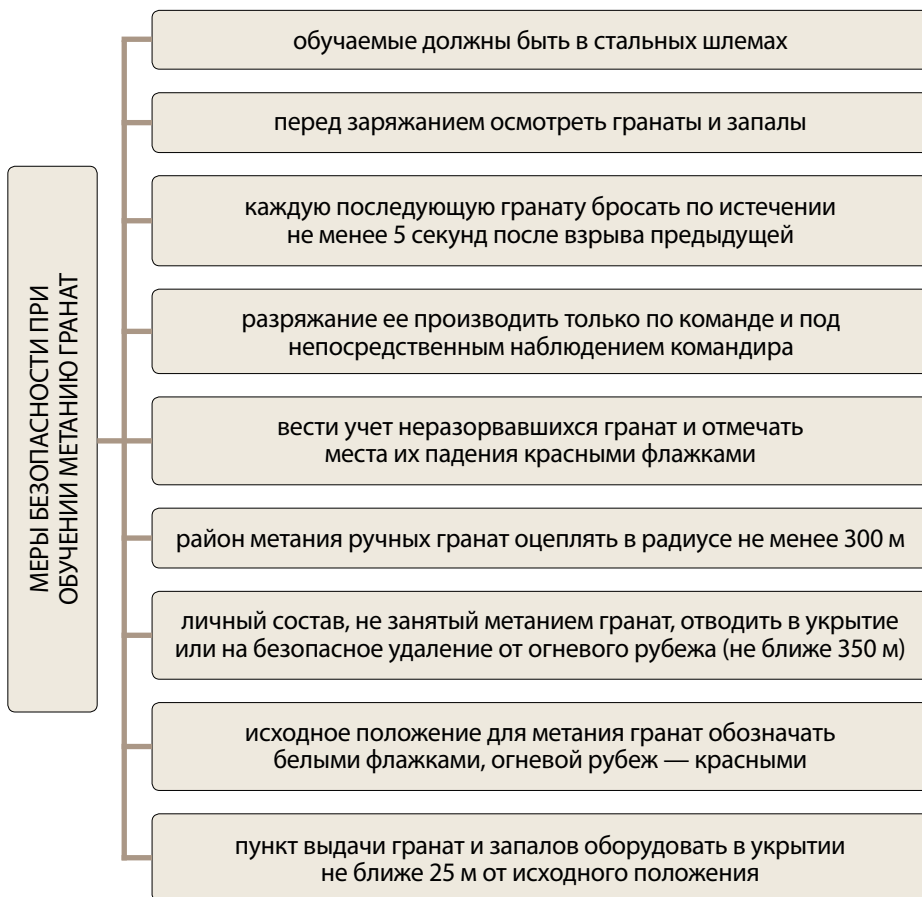 МЕРЫ БЕЗОПАСНОСТИ ПРИ
ОБУЧЕНИИ МЕТАНИЮ ГРАНАТ
обучаемые должны быть в стальных шлемах
перед заряжанием осмотреть гранаты и запалы
каждую последующую гранату бросать по истечении
не менее 5 секунд после взрыва предыдущей
разряжание ее производить только по команде и под
непосредственным наблюдением командира
вести учет неразорвавшихся гранат и отмечать
места их падения красными флажками
район метания ручных гранат оцеплять в радиусе не менее 300 м
личный состав, не занятый метанием гранат, отводить в укрытие
или на безопасное удаление от огневого рубежа (не ближе 350 м)
исходное положение для метания гранат обозначать
белыми флажками, огневой рубеж — красными
пункт выдачи гранат и запалов оборудовать в укрытии
не ближе 25 м от исходного положения